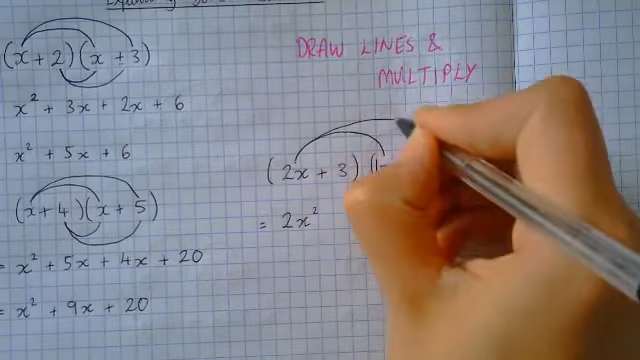 (x + 2)(x + 3)
x² + 3x + 2x + 6
x² + 5x + 6
(x + 4)(x + 5)
= x² + 5x + 4x + 20
= x² + 9x + 20
DRAW LINES &
MULTIPLY
(2x + 3)(
= 2x²